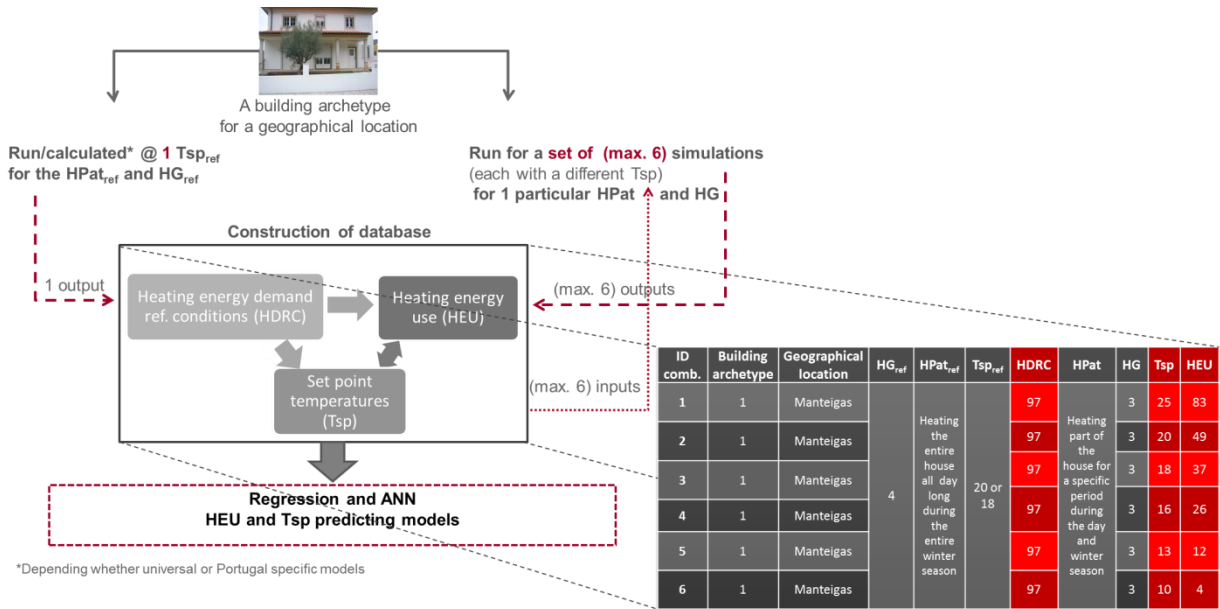 A building archetype
for a geographical location
Run/calculated* @ 1 Tspref
for the HPatref and HGref
Run for a set of (max. 6) simulations
(each with a different Tsp)
for 1 particular HPat and HG
Construction of database
1 output
Heating energy demand
ref. conditions (HDRC)
Heating energy
use (HEU)
(max. 6) outputs
Set point
temperatures
(Tsp)
(max. 6) inputs
Regression and ANN
HEU and Tsp predicting models
*Depending whether universal or Portugal specific models
ID comb. Building archetype Geographical location HGref HPatref Tspref HDRC HPat HG Tsp HEU
1 1 Manteigas 97 3 25 83
2 1 Manteigas 97 3 20 49
3 1 Manteigas 97 3 18 37
4 1 Manteigas 97 3 16 26
5 1 Manteigas 97 3 13 12
6 1 Manteigas 97 3 10 4
4
Heating
the
entire
house
all day
long
during
the
entire
winter
season
20 or
18
Heating
part of
the
house for
a specific
period
during
the day
and
winter
season